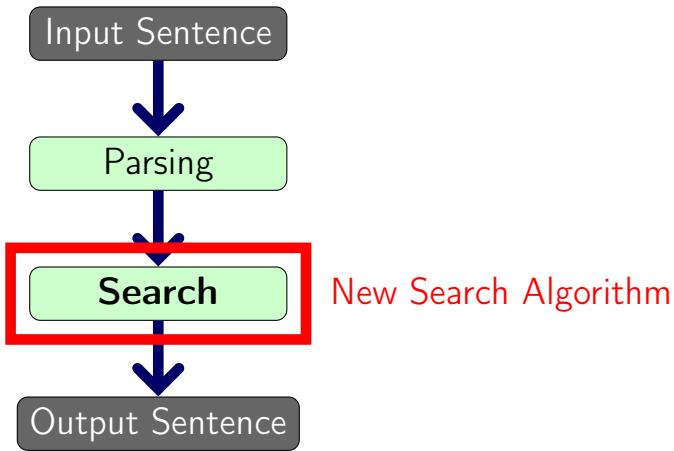 Input Sentence
Parsing
Search
New Search Algorithm
Output Sentence